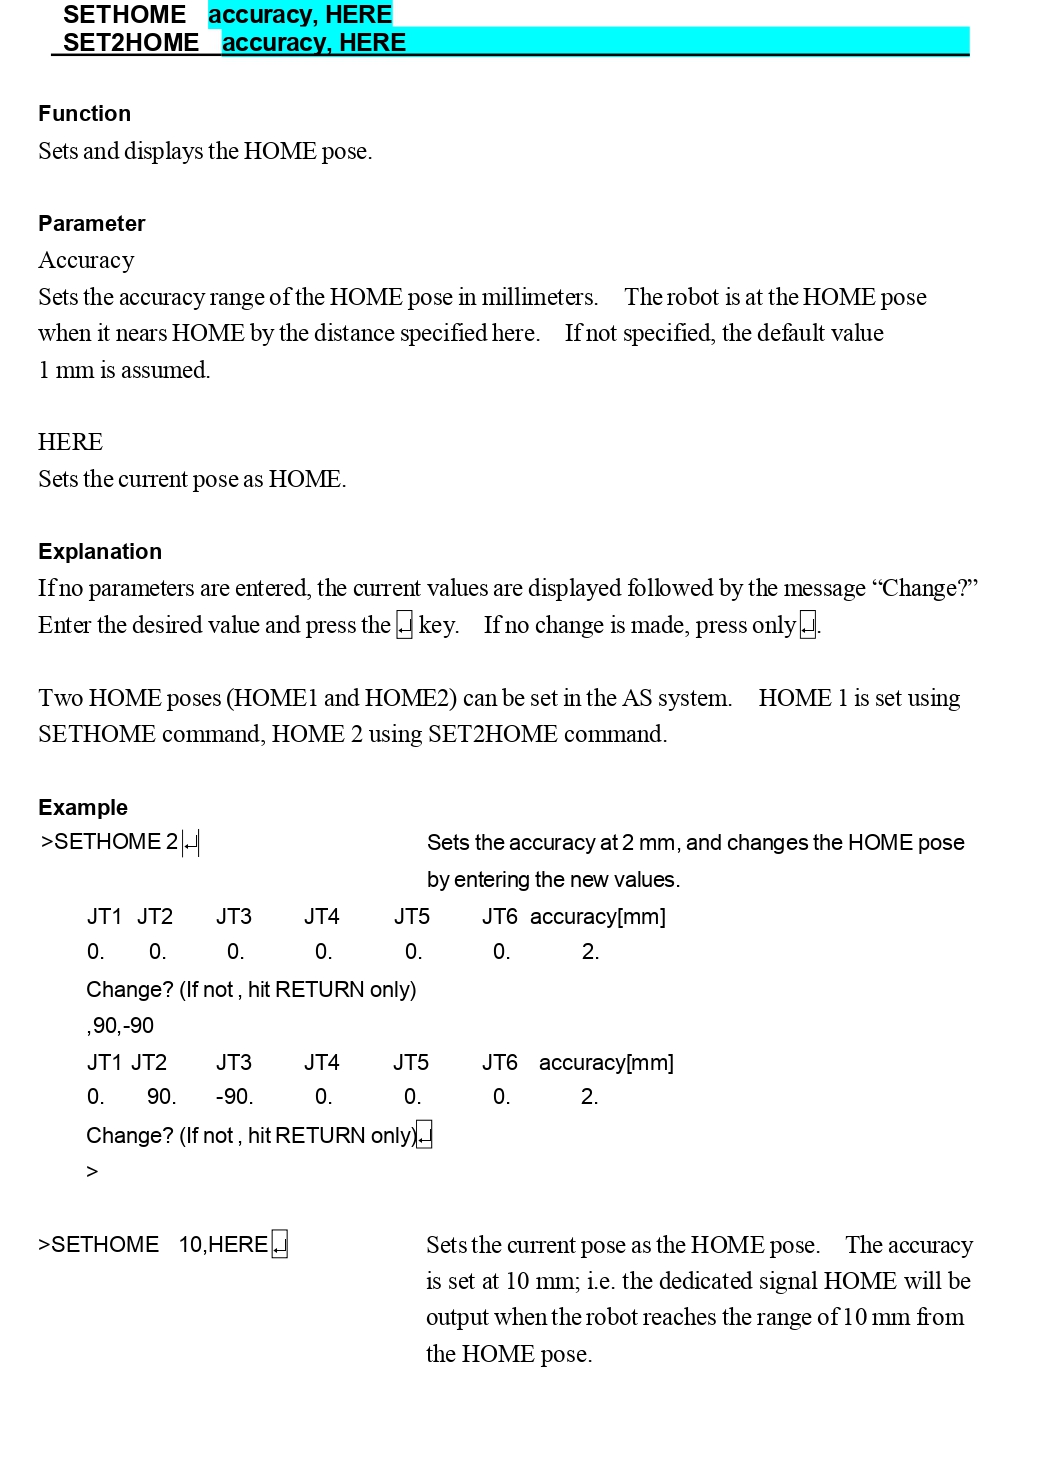 SETHOME accuracy, HERE
SET2HOME accuracy, HERE
Function
Sets and displays the HOME pose.
Parameter
Accuracy
Sets the accuracy range of the HOME pose in millimeters. The robot is at the HOME pose
when it nears HOME by the distance specified here. If not specified, the default value
1 mm is assumed.
HERE
Sets the current pose as HOME.
Explanation
If no parameters are entered, the current values are displayed followed by the message “Change?”
Enter the desired value and press the ↵ key. If no change is made, press only ↵.
Two HOME poses (HOME1 and HOME2) can be set in the AS system. HOME 1 is set using
SETHOME command, HOME 2 using SET2HOME command.
Example
>SETHOME 2↵ Sets the accuracy at 2 mm, and changes the HOME pose
by entering the new values.
JT1 JT2 JT3 JT4 JT5 JT6 accuracy[mm]
0. 0. 0. 0. 0. 0. 2.
Change? (If not , hit RETURN only)
,90,-90
JT1 JT2 JT3 JT4 JT5 JT6 accuracy[mm]
0. 90. -90. 0. 0. 0. 2.
Change? (If not , hit RETURN only)↵
>
>SETHOME 10,HERE↵ Sets the current pose as the HOME pose. The accuracy
is set at 10 mm; i.e. the dedicated signal HOME will be
output when the robot reaches the range of 10 mm from
the HOME pose.